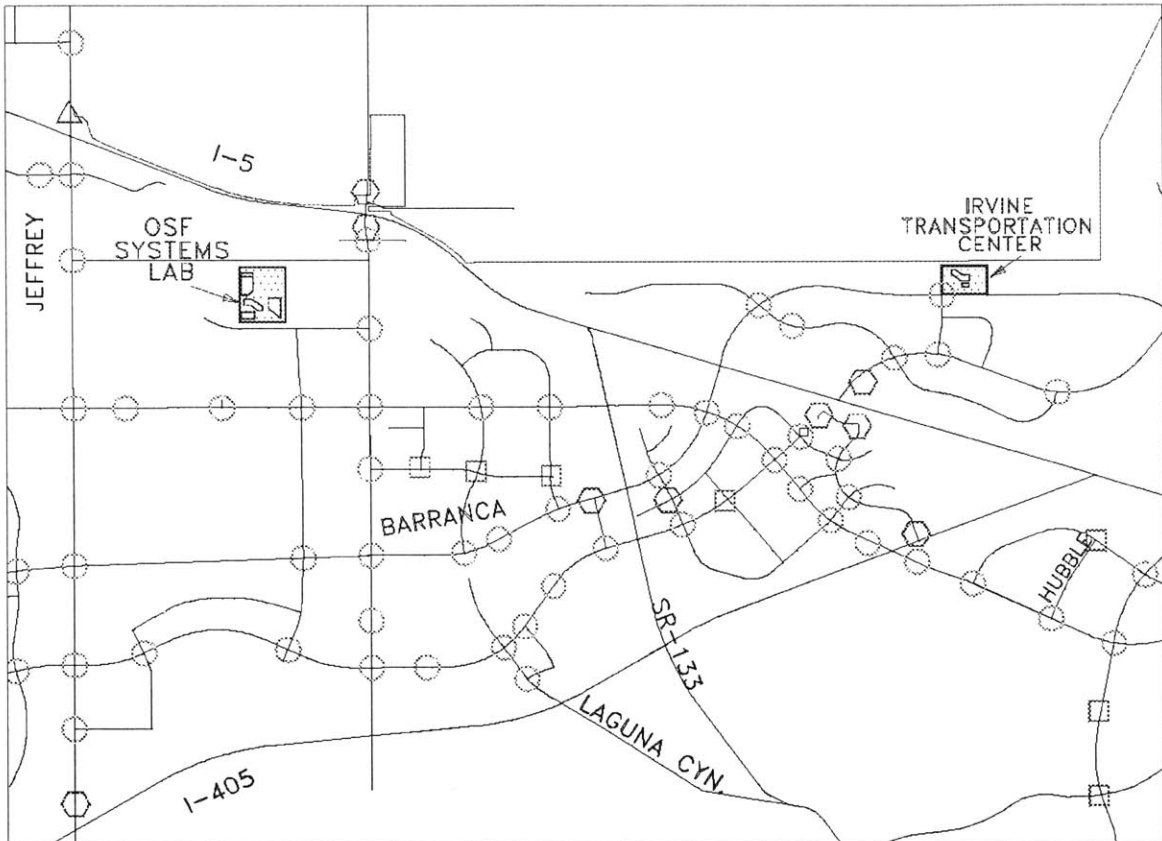 I-5
JEFFREY
OSF
SYSTEMS
LAB
IRVINE
TRANSPORTATION
CENTER
BARRANCA
HUBBLE
SR-133
LAGUNA CYN.
I-405